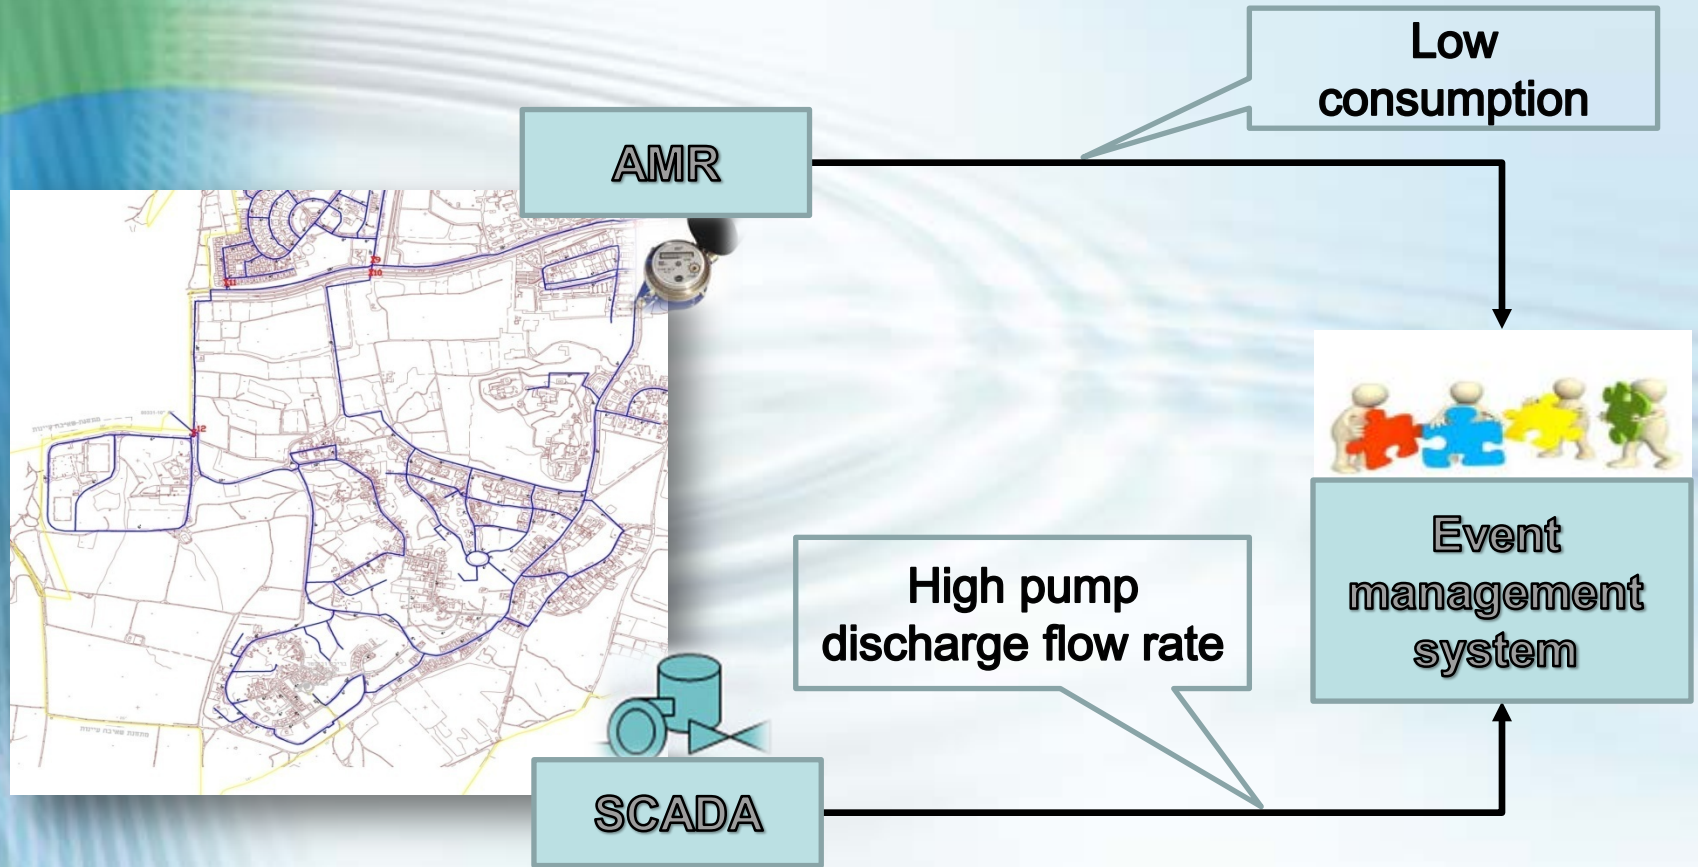 Low
consumption
AMR
High pump
discharge flow rate
Event
management
system
SCADA